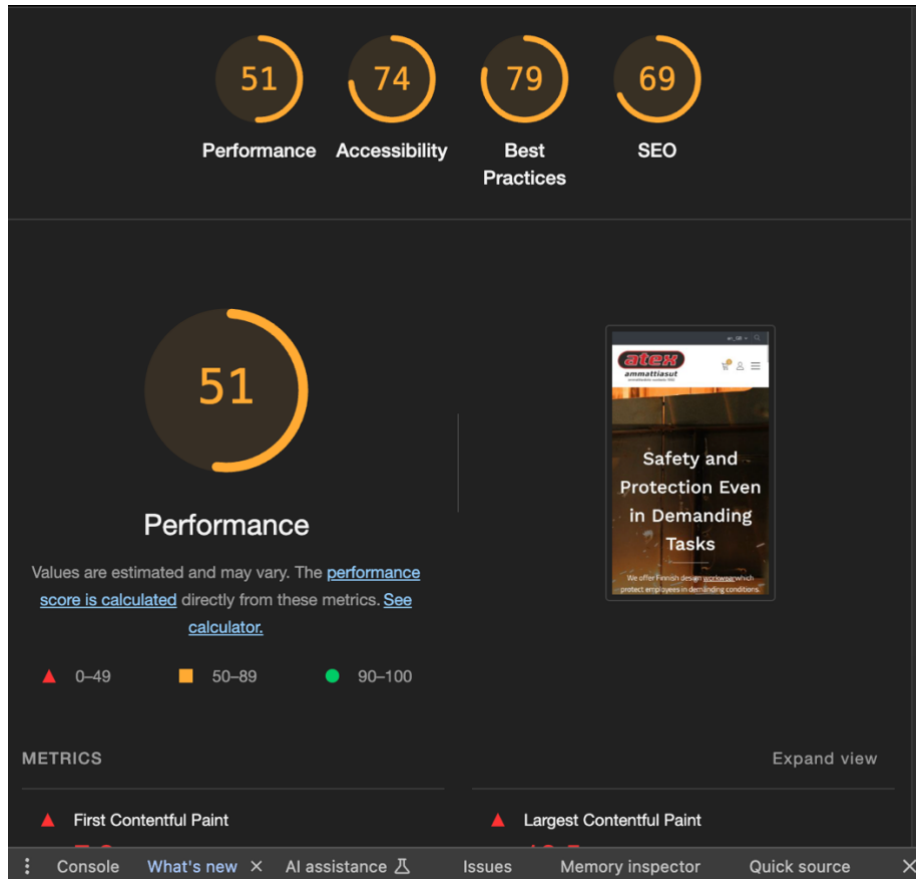 51
74
79
69
Performance
Accessibility
Best
Practices
SEO
51
Performance
Values are estimated and may vary. The performance
score is calculated directly from these metrics. See
calculator.
0–49
50–89
90–100
atex
ammattiasut
Safety and
Protection Even
in Demanding
Tasks
We offer Finnish design workwear which
protect employees in demanding conditions.
METRICS
Expand view
First Contentful Paint
Largest Contentful Paint
Console
What's new
AI assistance
Issues
Memory inspector
Quick source